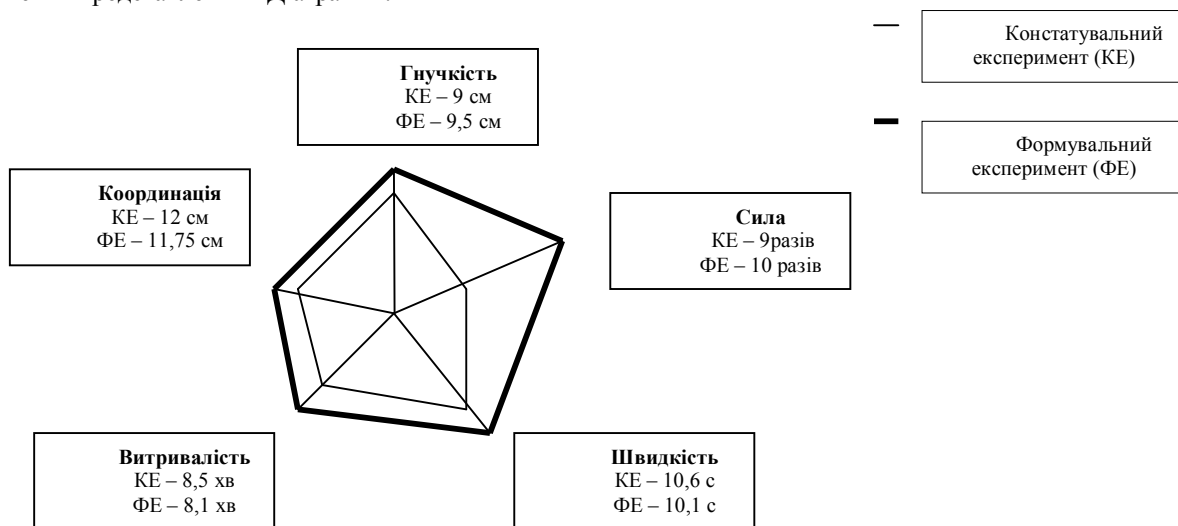 Констатувальний
експеримент (КЕ)
Формувальний
експеримент (ФЕ)
Гнучкість
КЕ – 9 см
ФЕ – 9,5 см
Координація
КЕ – 12 см
ФЕ – 11,75 см
Сила
КЕ – 9разів
ФЕ – 10 разів
Витривалість
КЕ – 8,5 хв
ФЕ – 8,1 хв
Швидкість
КЕ – 10,6 с
ФЕ – 10,1 с